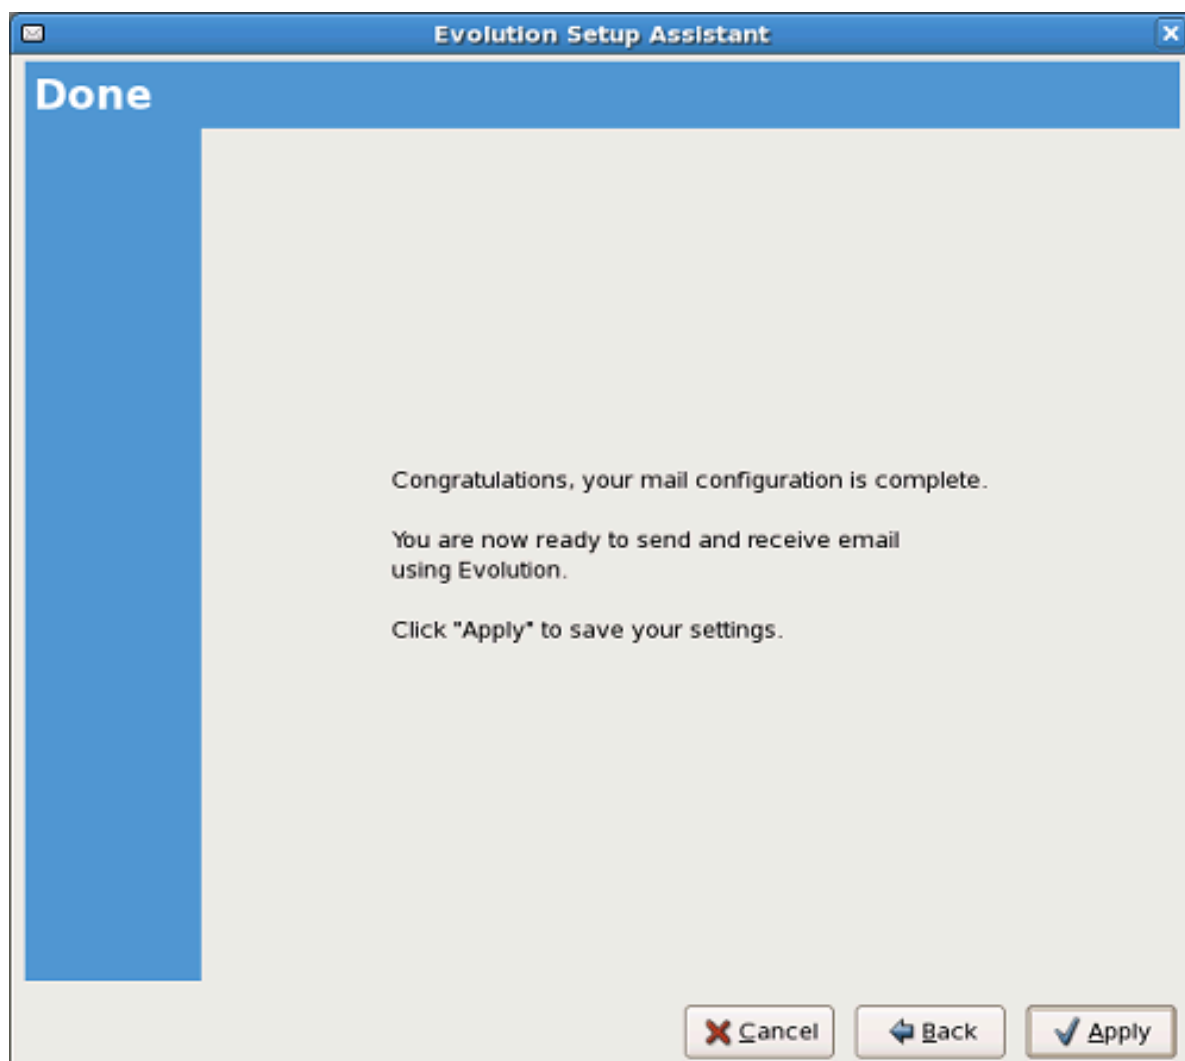 Evolution Setup Assistant
Done
Congratulations, your mail configuration is complete.
You are now ready to send and receive email
using Evolution.
Click "Apply" to save your settings.
Cancel
Back
Apply